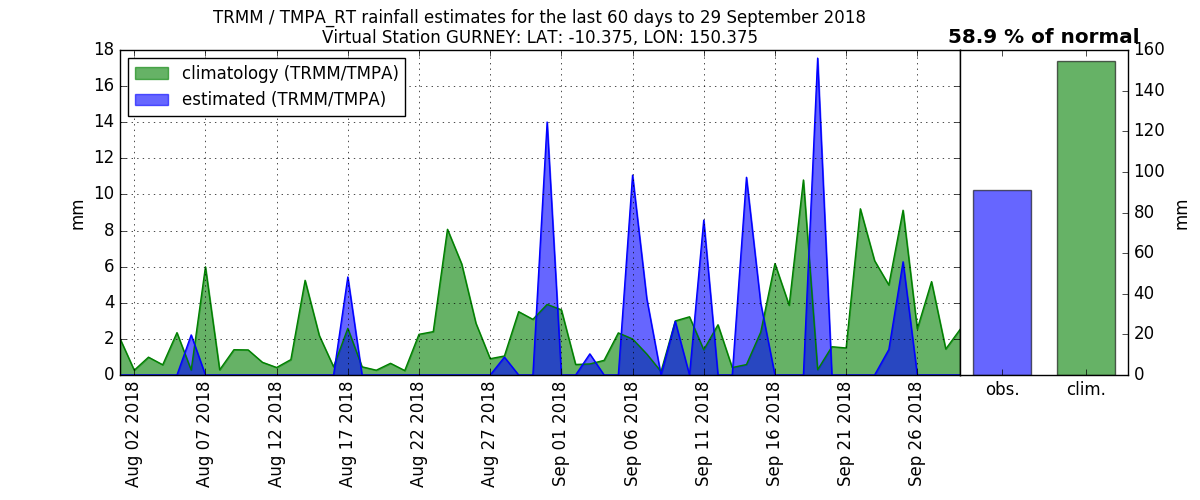 TRMM / TMPA_RT rainfall estimates for the last 60 days to 29 September 2018
Virtual Station GURNEY: LAT: -10.375, LON: 150.375
58.9 % of normal
climatology (TRMM/TMPA)
estimated (TRMM/TMPA)
mm
18
16
14
12
10
8
6
4
2
0
Aug 02 2018
Aug 07 2018
Aug 12 2018
Aug 17 2018
Aug 22 2018
Aug 27 2018
Sep 01 2018
Sep 06 2018
Sep 11 2018
Sep 16 2018
Sep 21 2018
Sep 26 2018
160
140
120
100
80
60
40
20
0
mm
obs.
clim.